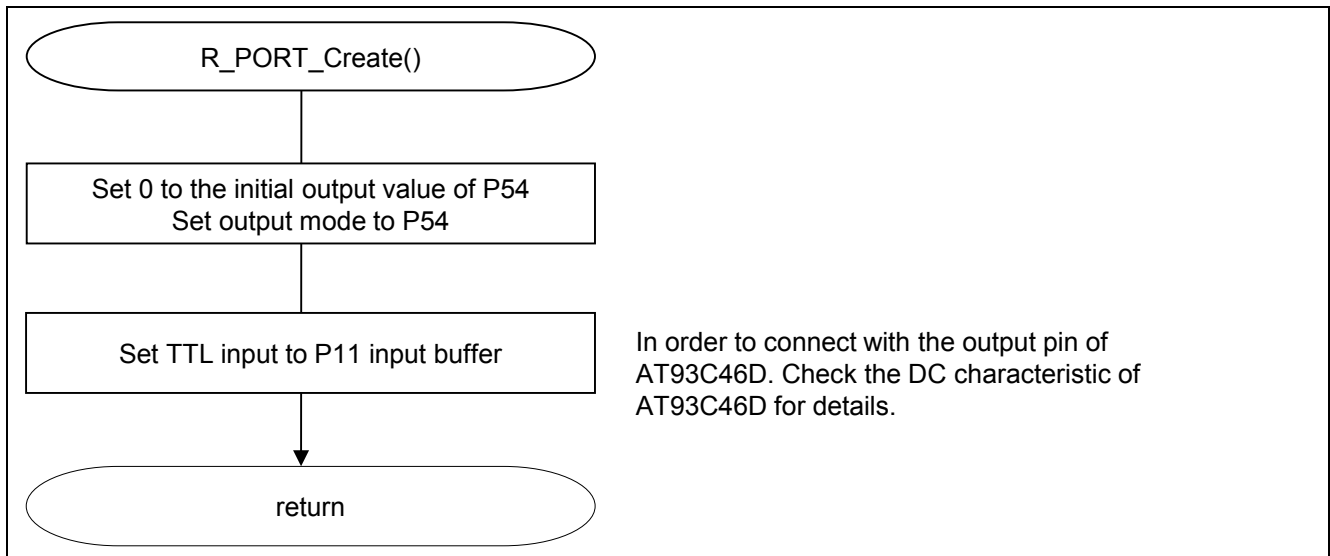 R_PORT_Create()
Set 0 to the initial output value of P54
Set output mode to P54
Set TTL input to P11 input buffer
In order to connect with the output pin of
AT93C46D. Check the DC characteristic of
AT93C46D for details.
return